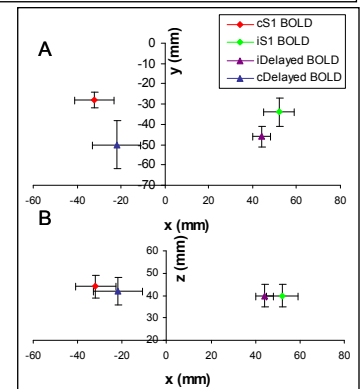 cS1 BOLD
iS1 BOLD
iDelayed BOLD
cDelayed BOLD
A
y (mm)
0
-10
-20
-30
-40
-50
-60
-70
-60 -40 -20 0 20 40 60 80
x (mm)
B
z (mm)
60
50
40
30
20
-60 -40 -20 0 20 40 60 80
x (mm)